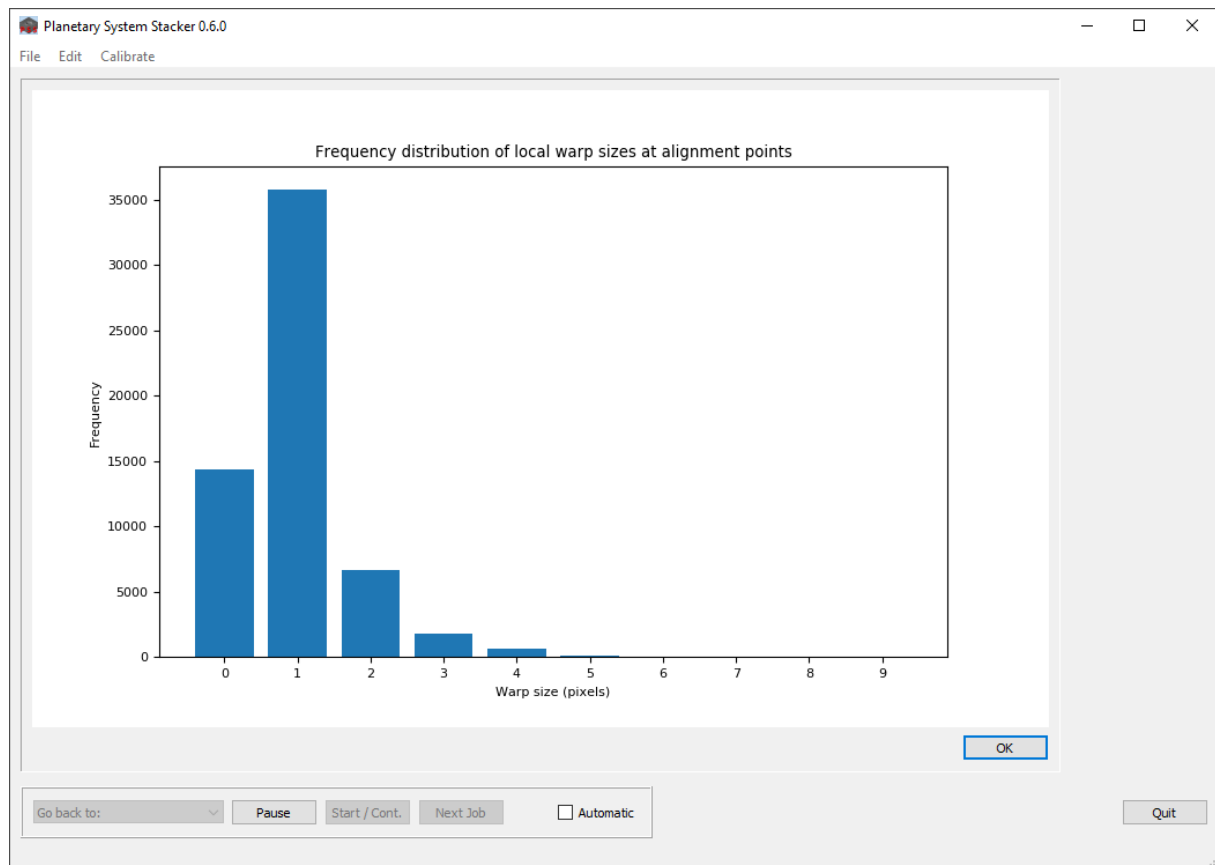 Planetary System Stacker 0.6.0
File Edit Calibrate
Frequency distribution of local warp sizes at alignment points
35000
30000
25000
20000
15000
10000
5000
0
Frequency
0 1 2 3 4 5 6 7 8 9
Warp size (pixels)
OK
Go back to: Pause Start / Cont. Next Job Automatic Quit